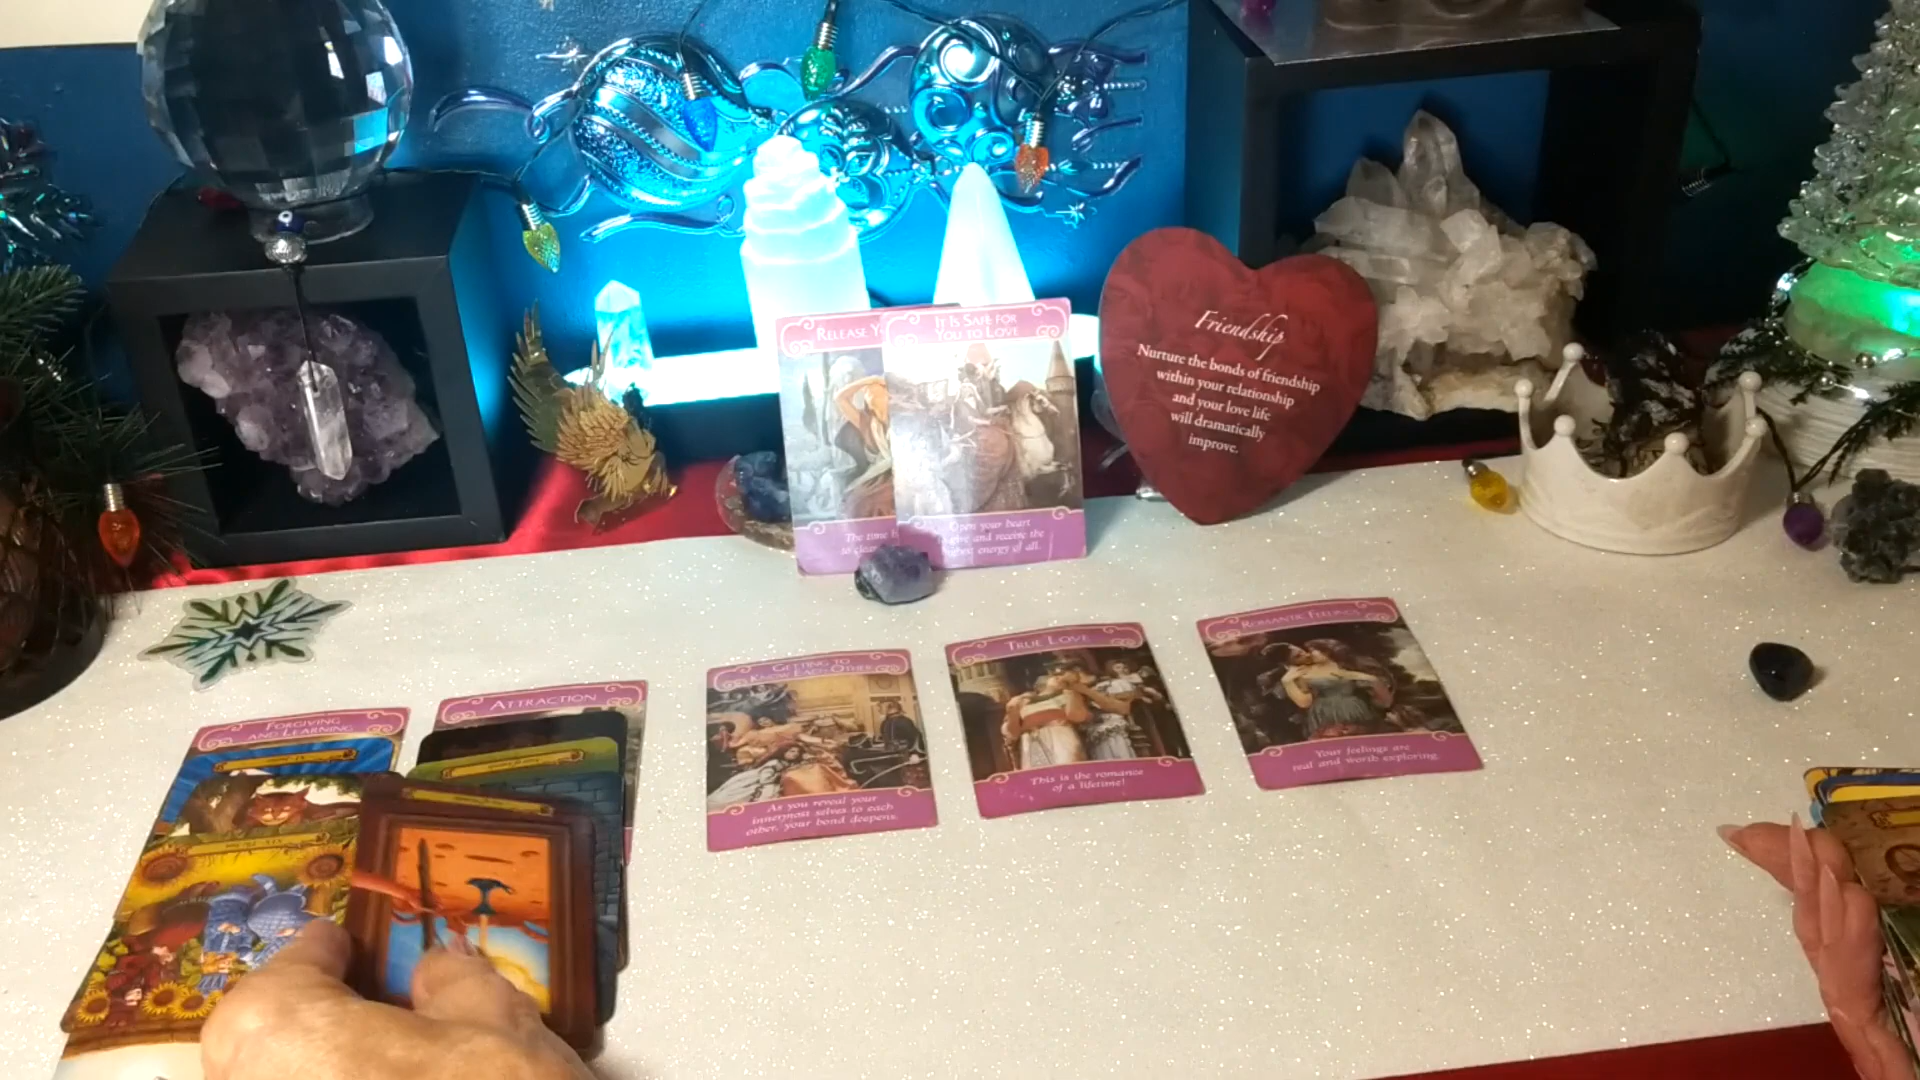 RELEASE Y
IT IS SAFE FOR
YOU TO LOVE
The time
so clea
Open your heart
to give and receive the
highest energy of all.
Friendship
Nurture the bonds of friendship
within your relationship
and your love life
will dramatically
improve.
FORGIVING
AND LEARNING
ATTRACTION
GETTING TO
KNOW EACH OTHER
As you reveal your
innermost selves to each
other, your bond deepens.
TRUE LOVE
This is the romance
of a lifetime!
ROMANTIC FEELINGS
Your feelings are
real and worth exploring.